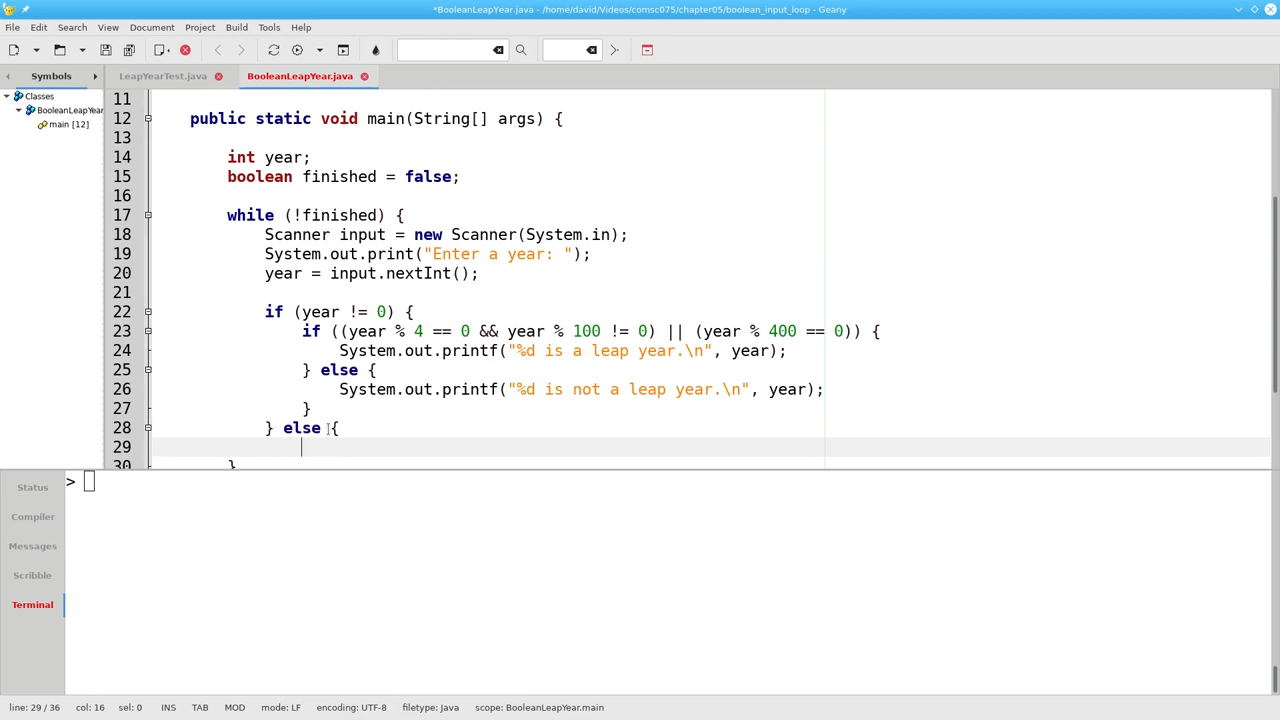 *BooleanLeapYear.java - /home/david/Videos/comsc075/chapter05/boolean_input_loop - Geany
File Edit Search View Document Project Build Tools Help
Symbols LeapYearTest.java BooleanLeapYear.java
Classes
BooleanLeapYear
main [12]
11
12 public static void main(String[] args) {
13
14 int year;
15 boolean finished = false;
16
17 while (!finished) {
18 Scanner input = new Scanner(System.in);
19 System.out.print("Enter a year: ");
20 year = input.nextInt();
21
22 if (year != 0) {
23 if ((year % 4 == 0 && year % 100 != 0) || (year % 400 == 0)) {
24 System.out.printf("%d is a leap year.\n", year);
25 } else {
26 System.out.printf("%d is not a leap year.\n", year);
27 }
28 } else {
29
30 }
Status
Compiler
Messages
Scribble
Terminal
>
line: 29 / 36 col: 16 sel: 0 INS TAB MOD mode: LF encoding: UTF-8 filetype: Java scope: BooleanLeapYear.main